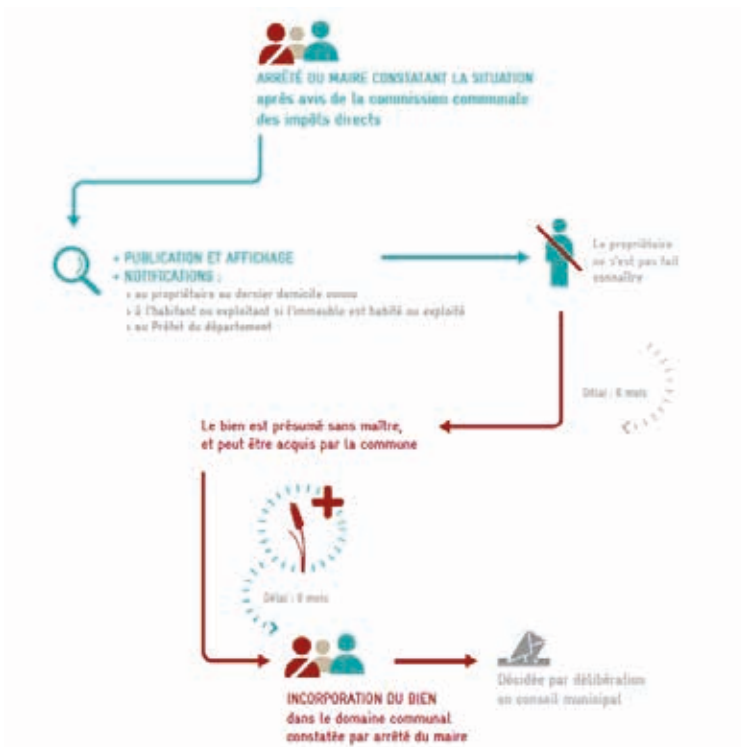 ARRÊTÉ DU MAIRE CONSTATANT LA SITUATION
après avis de la commission communale
des impôts directs
+ PUBLICATION ET AFFICHAGE
+ NOTIFICATIONS :
› au propriétaire au dernier domicile connu
› à l'habitant ou exploitant si l'immeuble est habité ou exploité
› au Préfet du département
Le propriétaire
ne s'est pas fait
connaître
Délai : 6 mois
Le bien est présumé sans maître,
et peut être acquis par la commune
Délai : mois
INCORPORATION DU BIEN
dans le domaine communal
constatée par arrêté du maire
Décidée par délibération
en conseil municipal